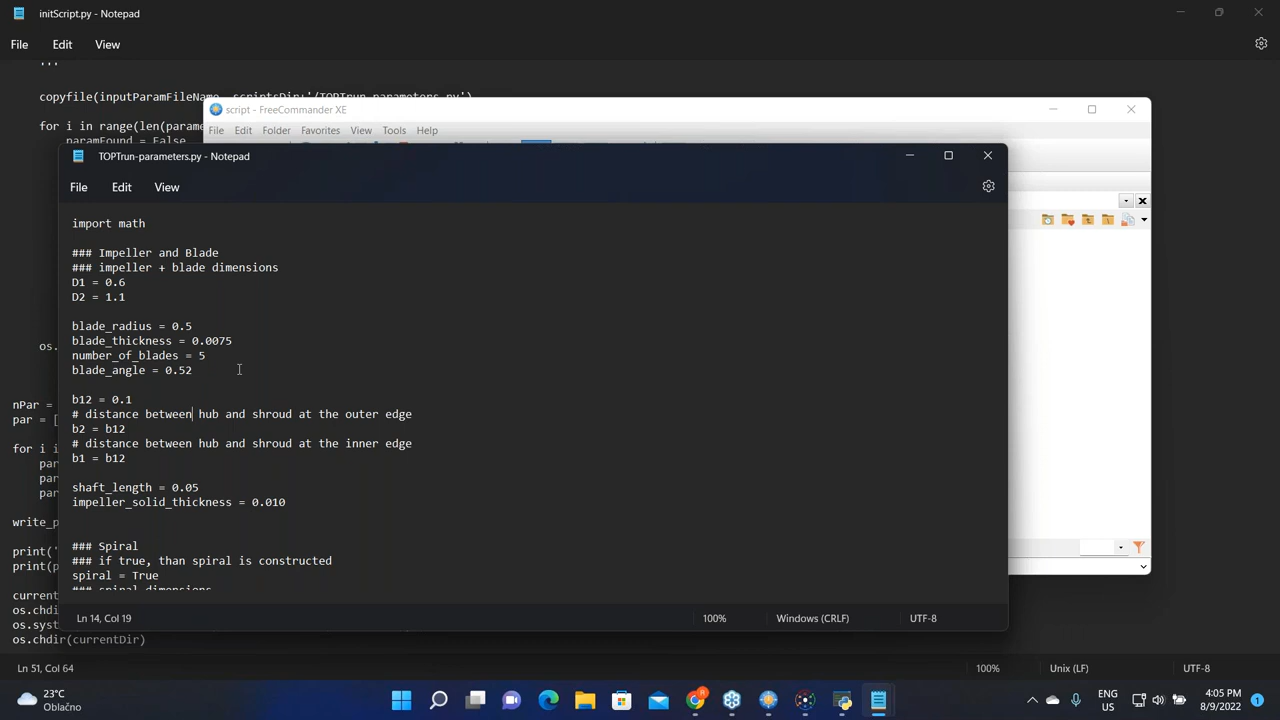 initScript.py - Notepad
File Edit View
'''
copyfile(inputParamFileName, scriptsDir+'/TOPTrun-parameters.py')
for i in range(len(parame
paramFound = False
os.
nPar =
par = [
for i i
par
par
par
write_p
print('
print(p
current
os.chdi
os.syst
os.chdir(currentDir)
Ln 51, Col 64 100% Unix (LF) UTF-8
script - FreeCommander XE
File Edit Folder Favorites View Tools Help
TOPTrun-parameters.py - Notepad
File Edit View
import math
### Impeller and Blade
### impeller + blade dimensions
D1 = 0.6
D2 = 1.1
blade_radius = 0.5
blade_thickness = 0.0075
number_of_blades = 5
blade_angle = 0.52
b12 = 0.1
# distance between hub and shroud at the outer edge
b2 = b12
# distance between hub and shroud at the inner edge
b1 = b12
shaft_length = 0.05
impeller_solid_thickness = 0.010
### Spiral
### if true, than spiral is constructed
spiral = True
### spiral dimensions
Ln 14, Col 19 100% Windows (CRLF) UTF-8
23°C
Oblačno
ENG
US
4:05 PM
8/9/2022
1